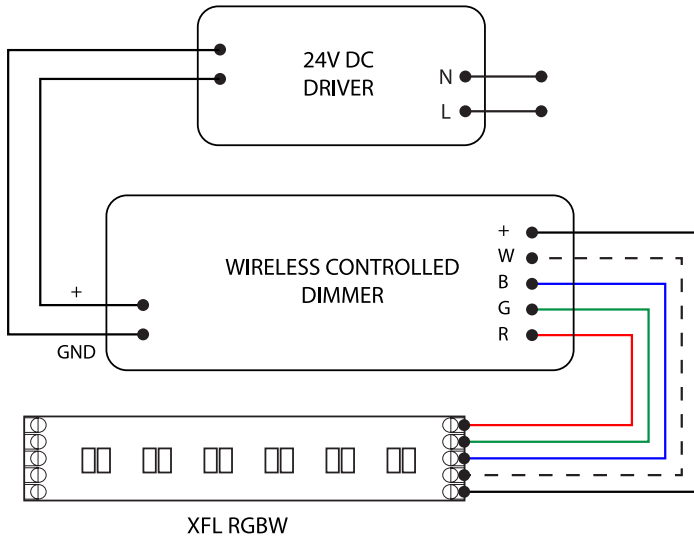 24V DC
DRIVER
N
L
WIRELESS CONTROLLED
DIMMER
+
GND
+
W
B
G
R
XFL RGBW